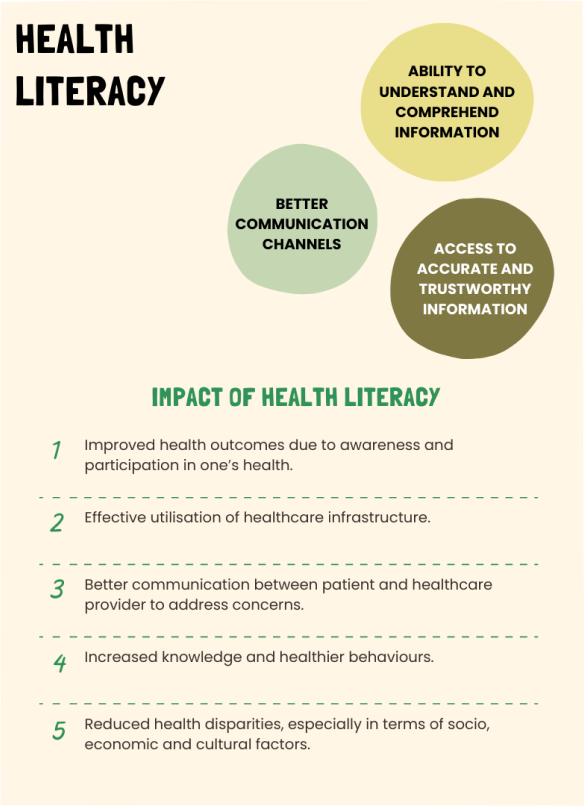 HEALTH
LITERACY
ABILITY TO
UNDERSTAND AND
COMPREHEND
INFORMATION
BETTER
COMMUNICATION
CHANNELS
ACCESS TO
ACCURATE AND
TRUSTWORTHY
INFORMATION
IMPACT OF HEALTH LITERACY
1 Improved health outcomes due to awareness and
participation in one's health.
2 Effective utilisation of healthcare infrastructure.
3 Better communication between patient and healthcare
provider to address concerns.
4 Increased knowledge and healthier behaviours.
5 Reduced health disparities, especially in terms of socio,
economic and cultural factors.